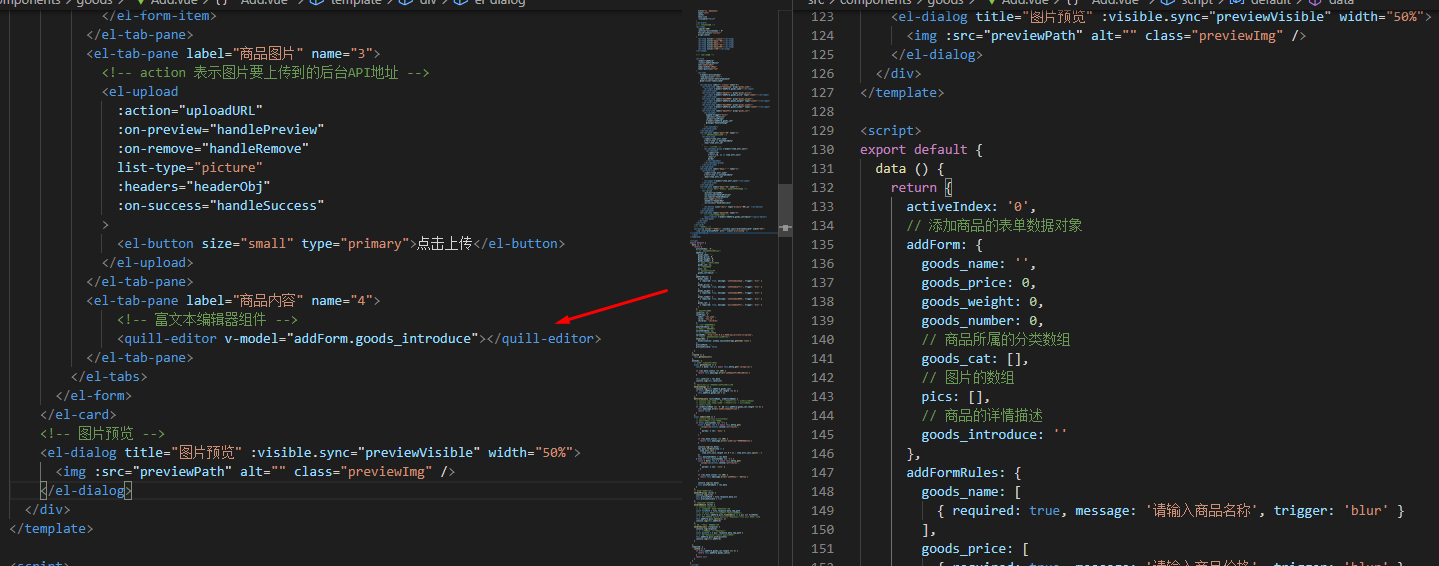 components > goods > Add.vue > {} "Add.vue" > template > div > el-dialog
</el-form-item>
</el-tab-pane>
<el-tab-pane label="商品图片" name="3">
<!-- action 表示图片要上传到的后台API地址 -->
<el-upload
:action="uploadURL"
:on-preview="handlePreview"
:on-remove="handleRemove"
list-type="picture"
:headers="headerObj"
:on-success="handleSuccess"
>
<el-button size="small" type="primary">点击上传</el-button>
</el-upload>
</el-tab-pane>
<el-tab-pane label="商品内容" name="4">
<!-- 富文本编辑器组件 -->
<quill-editor v-model="addForm.goods_introduce"></quill-editor>
</el-tab-pane>
</el-tabs>
</el-form>
</el-card>
<!-- 图片预览 -->
<el-dialog title="图片预览" :visible.sync="previewVisible" width="50%">
<img :src="previewPath" alt="" class="previewImg" />
</el-dialog>
</div>
</template>
<script>
src > components > goods > Add.vue > {} "Add.vue" > script > default > data
123 <el-dialog title="图片预览" :visible.sync="previewVisible" width="50%">
124 <img :src="previewPath" alt="" class="previewImg" />
125 </el-dialog>
126 </div>
127 </template>
128
129 <script>
130 export default {
131 data () {
132 return {
133 activeIndex: '0',
134 // 添加商品的表单数据对象
135 addForm: {
136 goods_name: '',
137 goods_price: 0,
138 goods_weight: 0,
139 goods_number: 0,
140 // 商品所属的分类数组
141 goods_cat: [],
142 // 图片的数组
143 pics: [],
144 // 商品的详情描述
145 goods_introduce: ''
146 },
147 addFormRules: {
148 goods_name: [
149 { required: true, message: '请输入商品名称', trigger: 'blur' }
150 ],
151 goods_price: [
152 { required: true, message: '请输入商品价格', trigger: 'blur' }